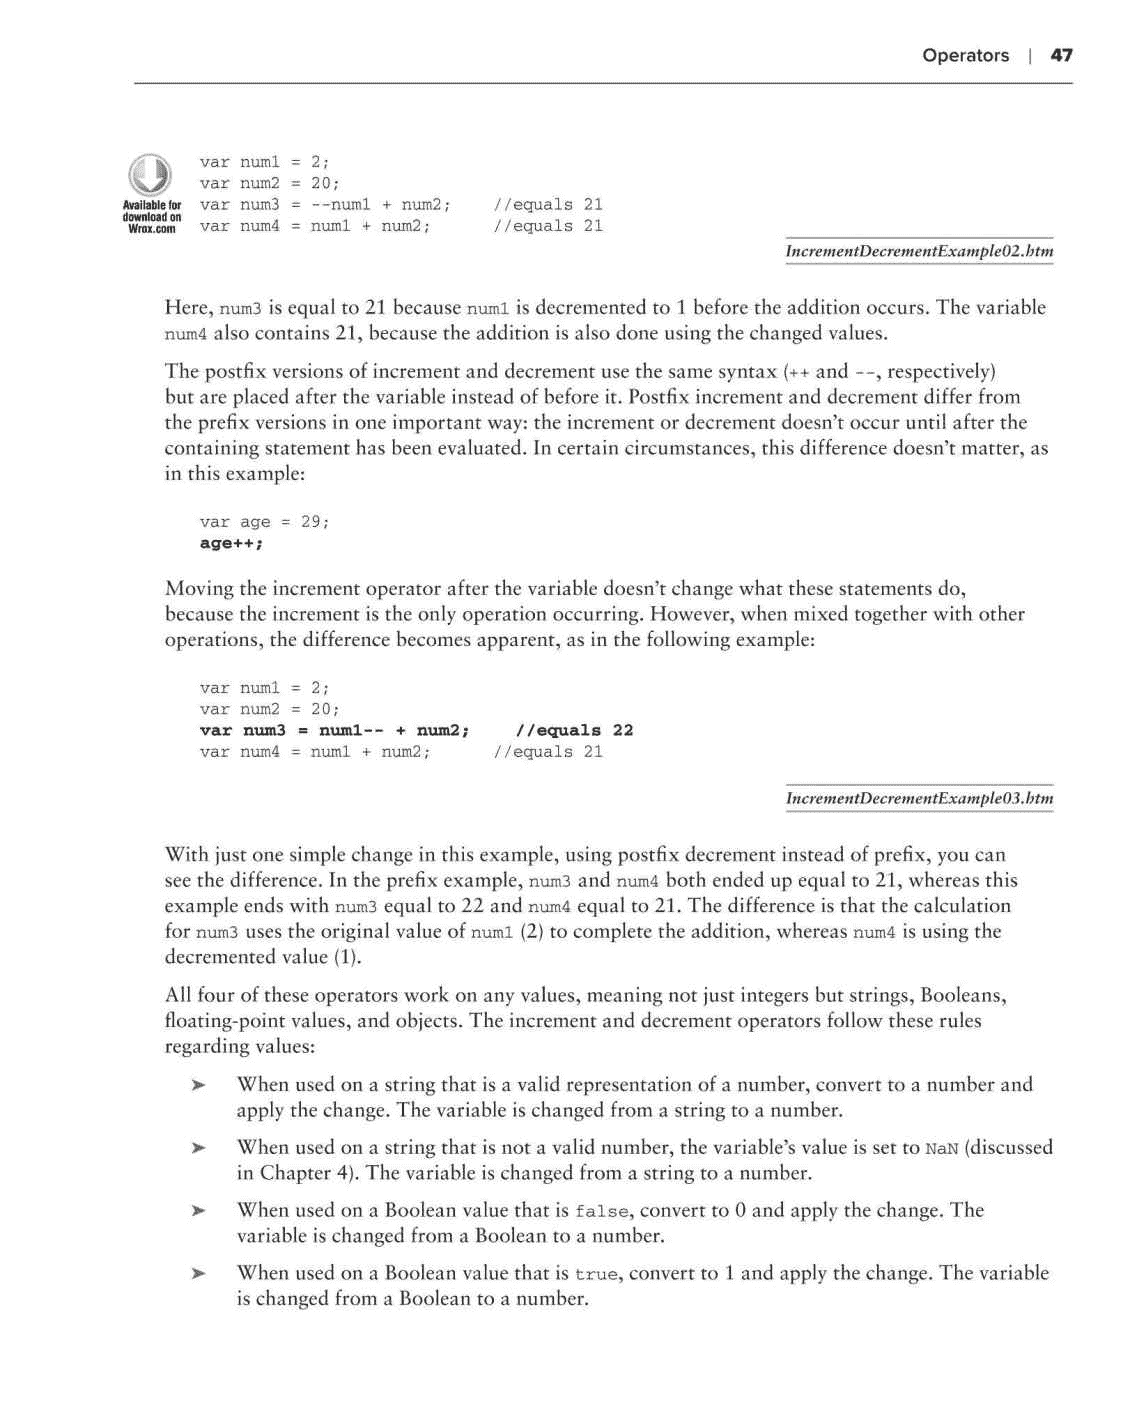 Operators | 47
var num1 = 2;
var num2 = 20;
var num3 = --num1 + num2; //equals 21
var num4 = num1 + num2; //equals 21
Available for
download on
Wrox.com
IncrementDecrementExample02.htm
Here, num3 is equal to 21 because num1 is decremented to 1 before the addition occurs. The variable
num4 also contains 21, because the addition is also done using the changed values.
The postfix versions of increment and decrement use the same syntax (++ and --, respectively)
but are placed after the variable instead of before it. Postfix increment and decrement differ from
the prefix versions in one important way: the increment or decrement doesn't occur until after the
containing statement has been evaluated. In certain circumstances, this difference doesn't matter, as
in this example:
var age = 29;
age++;
Moving the increment operator after the variable doesn't change what these statements do,
because the increment is the only operation occurring. However, when mixed together with other
operations, the difference becomes apparent, as in the following example:
var num1 = 2;
var num2 = 20;
var num3 = num1-- + num2; //equals 22
var num4 = num1 + num2; //equals 21
IncrementDecrementExample03.htm
With just one simple change in this example, using postfix decrement instead of prefix, you can
see the difference. In the prefix example, num3 and num4 both ended up equal to 21, whereas this
example ends with num3 equal to 22 and num4 equal to 21. The difference is that the calculation
for num3 uses the original value of num1 (2) to complete the addition, whereas num4 is using the
decremented value (1).
All four of these operators work on any values, meaning not just integers but strings, Booleans,
floating-point values, and objects. The increment and decrement operators follow these rules
regarding values:
➤ When used on a string that is a valid representation of a number, convert to a number and
apply the change. The variable is changed from a string to a number.
➤ When used on a string that is not a valid number, the variable's value is set to NaN (discussed
in Chapter 4). The variable is changed from a string to a number.
➤ When used on a Boolean value that is false, convert to 0 and apply the change. The
variable is changed from a Boolean to a number.
➤ When used on a Boolean value that is true, convert to 1 and apply the change. The variable
is changed from a Boolean to a number.